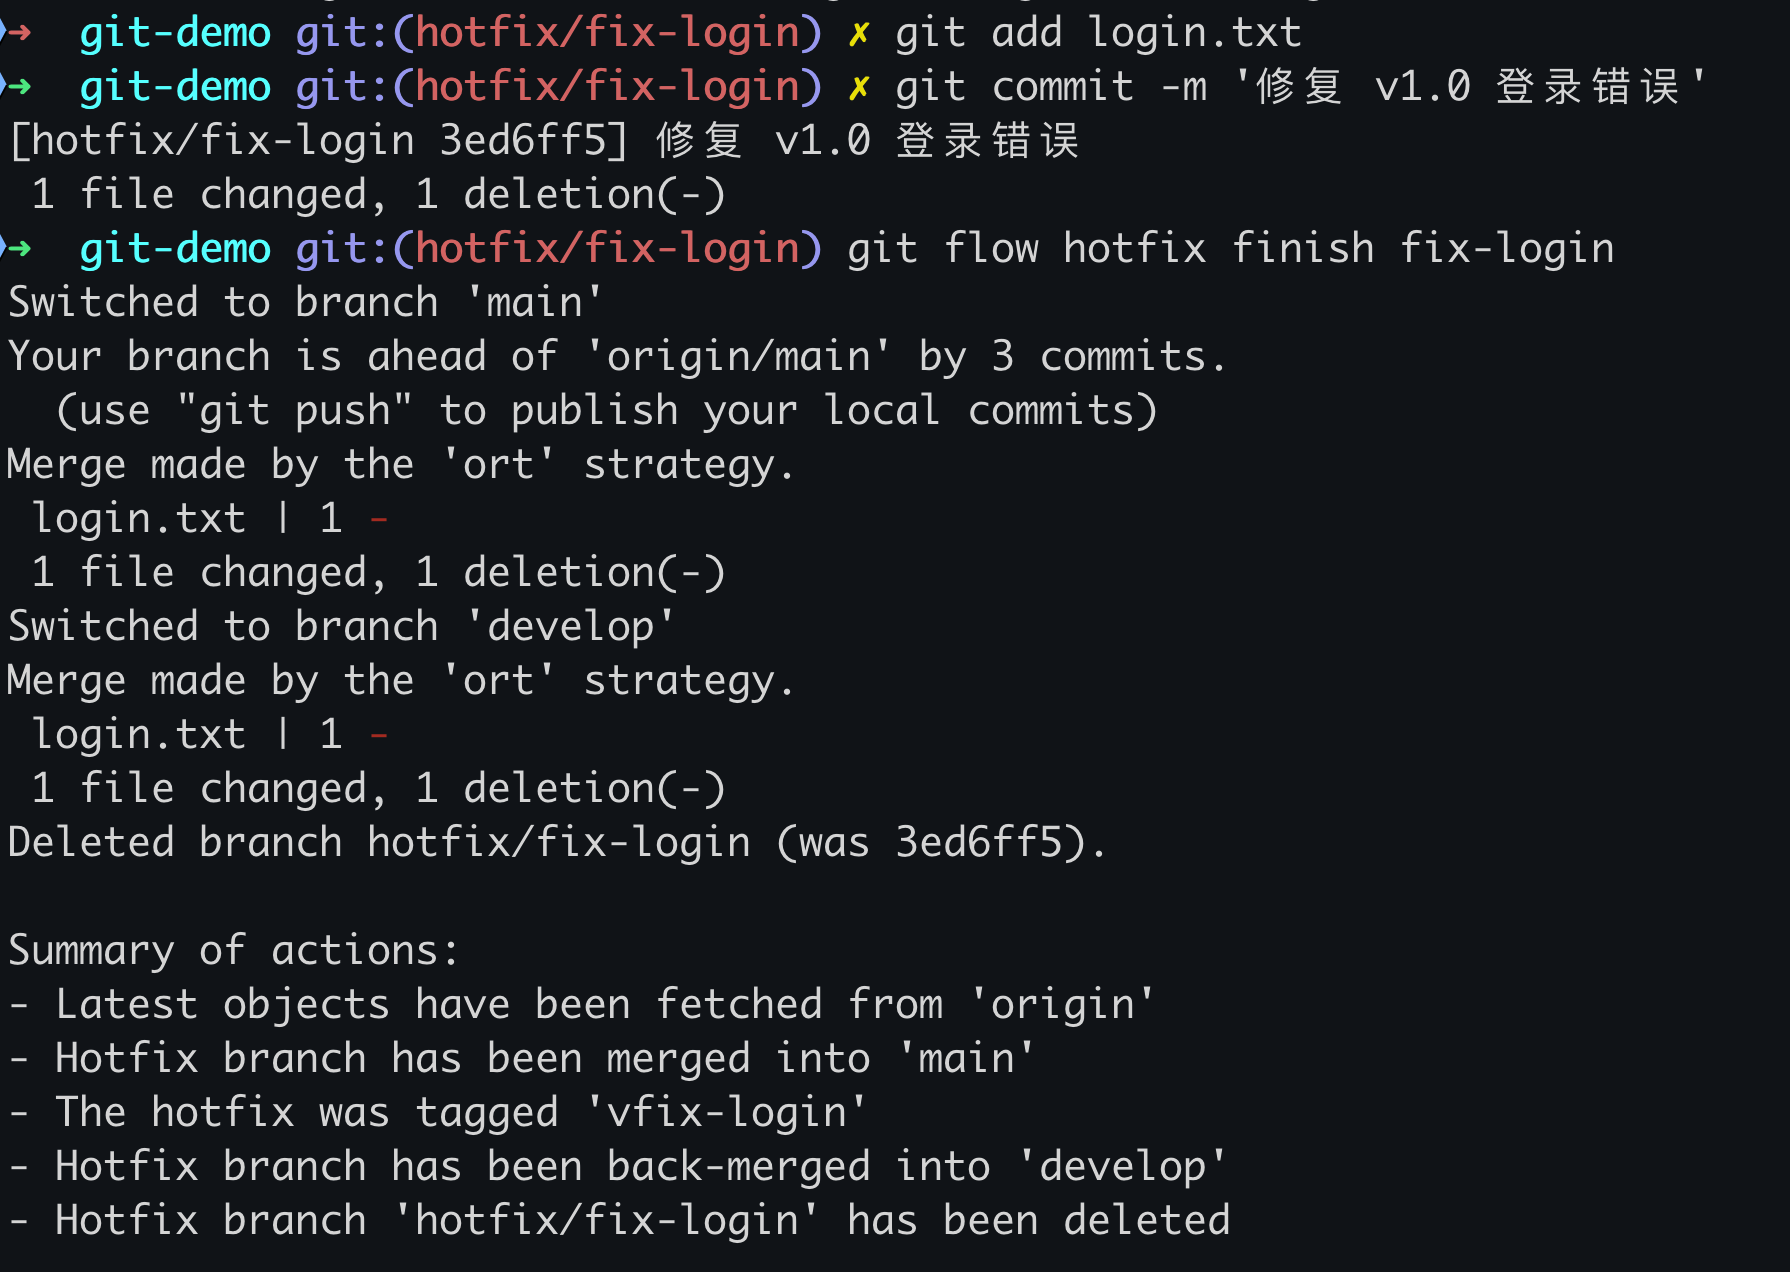 ➜  git-demo git:(hotfix/fix-login) ✗ git add login.txt
➜  git-demo git:(hotfix/fix-login) ✗ git commit -m '修复 v1.0 登录错误'
[hotfix/fix-login 3ed6ff5] 修复 v1.0 登录错误
 1 file changed, 1 deletion(-)
➜  git-demo git:(hotfix/fix-login) git flow hotfix finish fix-login
Switched to branch 'main'
Your branch is ahead of 'origin/main' by 3 commits.
  (use "git push" to publish your local commits)
Merge made by the 'ort' strategy.
 login.txt | 1 -
 1 file changed, 1 deletion(-)
Switched to branch 'develop'
Merge made by the 'ort' strategy.
 login.txt | 1 -
 1 file changed, 1 deletion(-)
Deleted branch hotfix/fix-login (was 3ed6ff5).

Summary of actions:
- Latest objects have been fetched from 'origin'
- Hotfix branch has been merged into 'main'
- The hotfix was tagged 'vfix-login'
- Hotfix branch has been back-merged into 'develop'
- Hotfix branch 'hotfix/fix-login' has been deleted